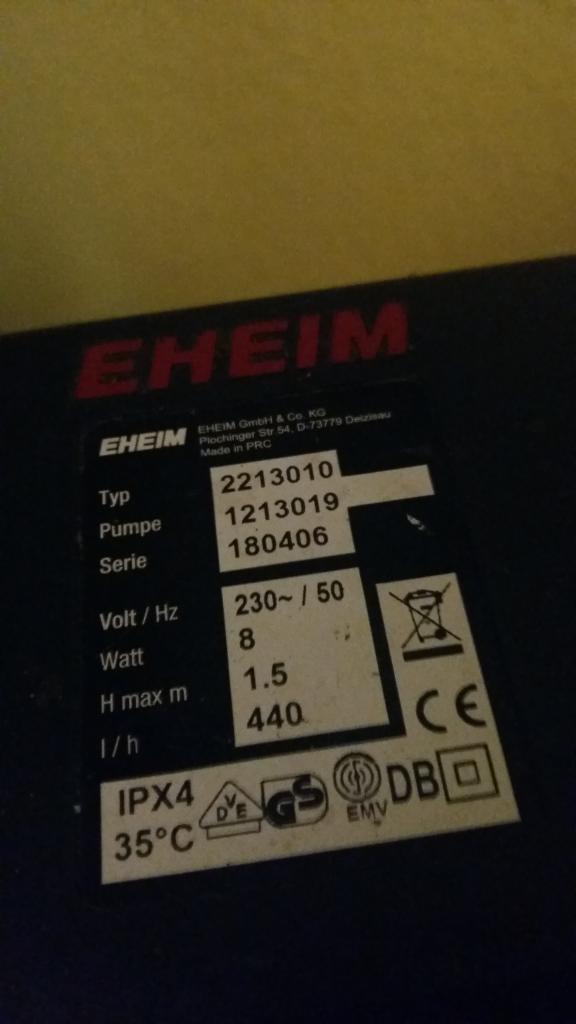 EHEIM
EHEIM
EHEIM GmbH & Co. KG
Plochinger Str.54, D-73779 Deizisau
Made in PRC
Typ 2213010
Pumpe 1213019
Serie 180406
Volt / Hz 230~ / 50
Watt 8
H max m 1.5
l / h 440
CE
IPX4
35°C
DVE
GS
EMV
DB